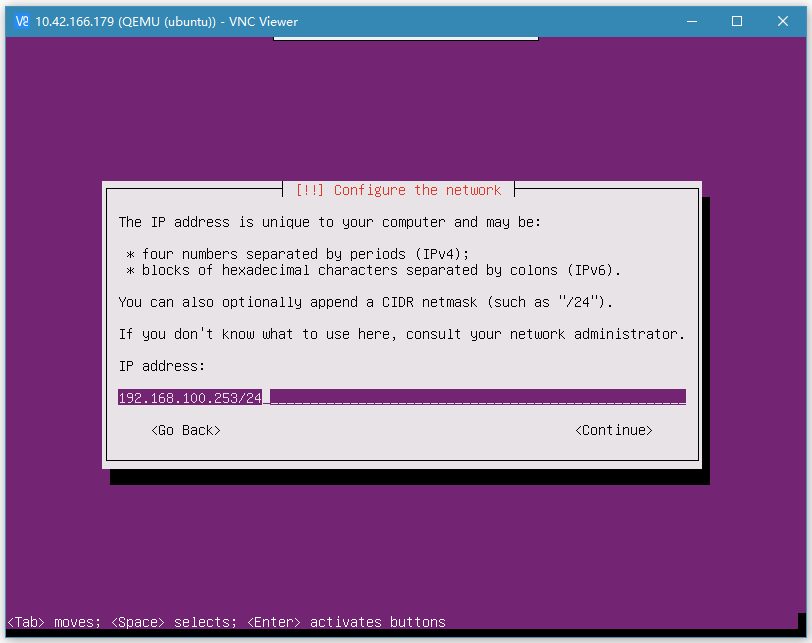 10.42.166.179 (QEMU (ubuntu)) - VNC Viewer
[!!] Configure the network
The IP address is unique to your computer and may be:
* four numbers separated by periods (IPv4);
* blocks of hexadecimal characters separated by colons (IPv6).
You can also optionally append a CIDR netmask (such as "/24").
If you don't know what to use here, consult your network administrator.
IP address:
192.168.100.253/24
<Go Back> <Continue>
<Tab> moves; <Space> selects; <Enter> activates buttons